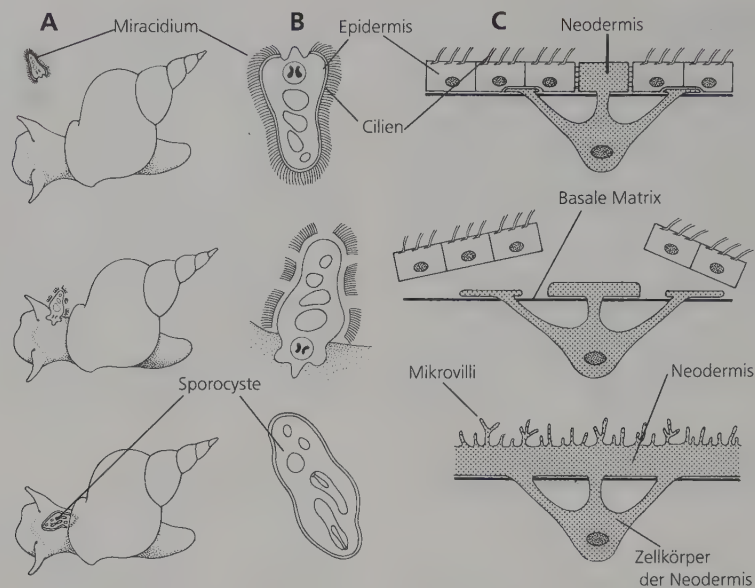 A
B
C
Miracidium
Epidermis
Neodermis
Cilien
Basale Matrix
Sporocyste
Mikrovilli
Neodermis
Zellkörper
der Neodermis